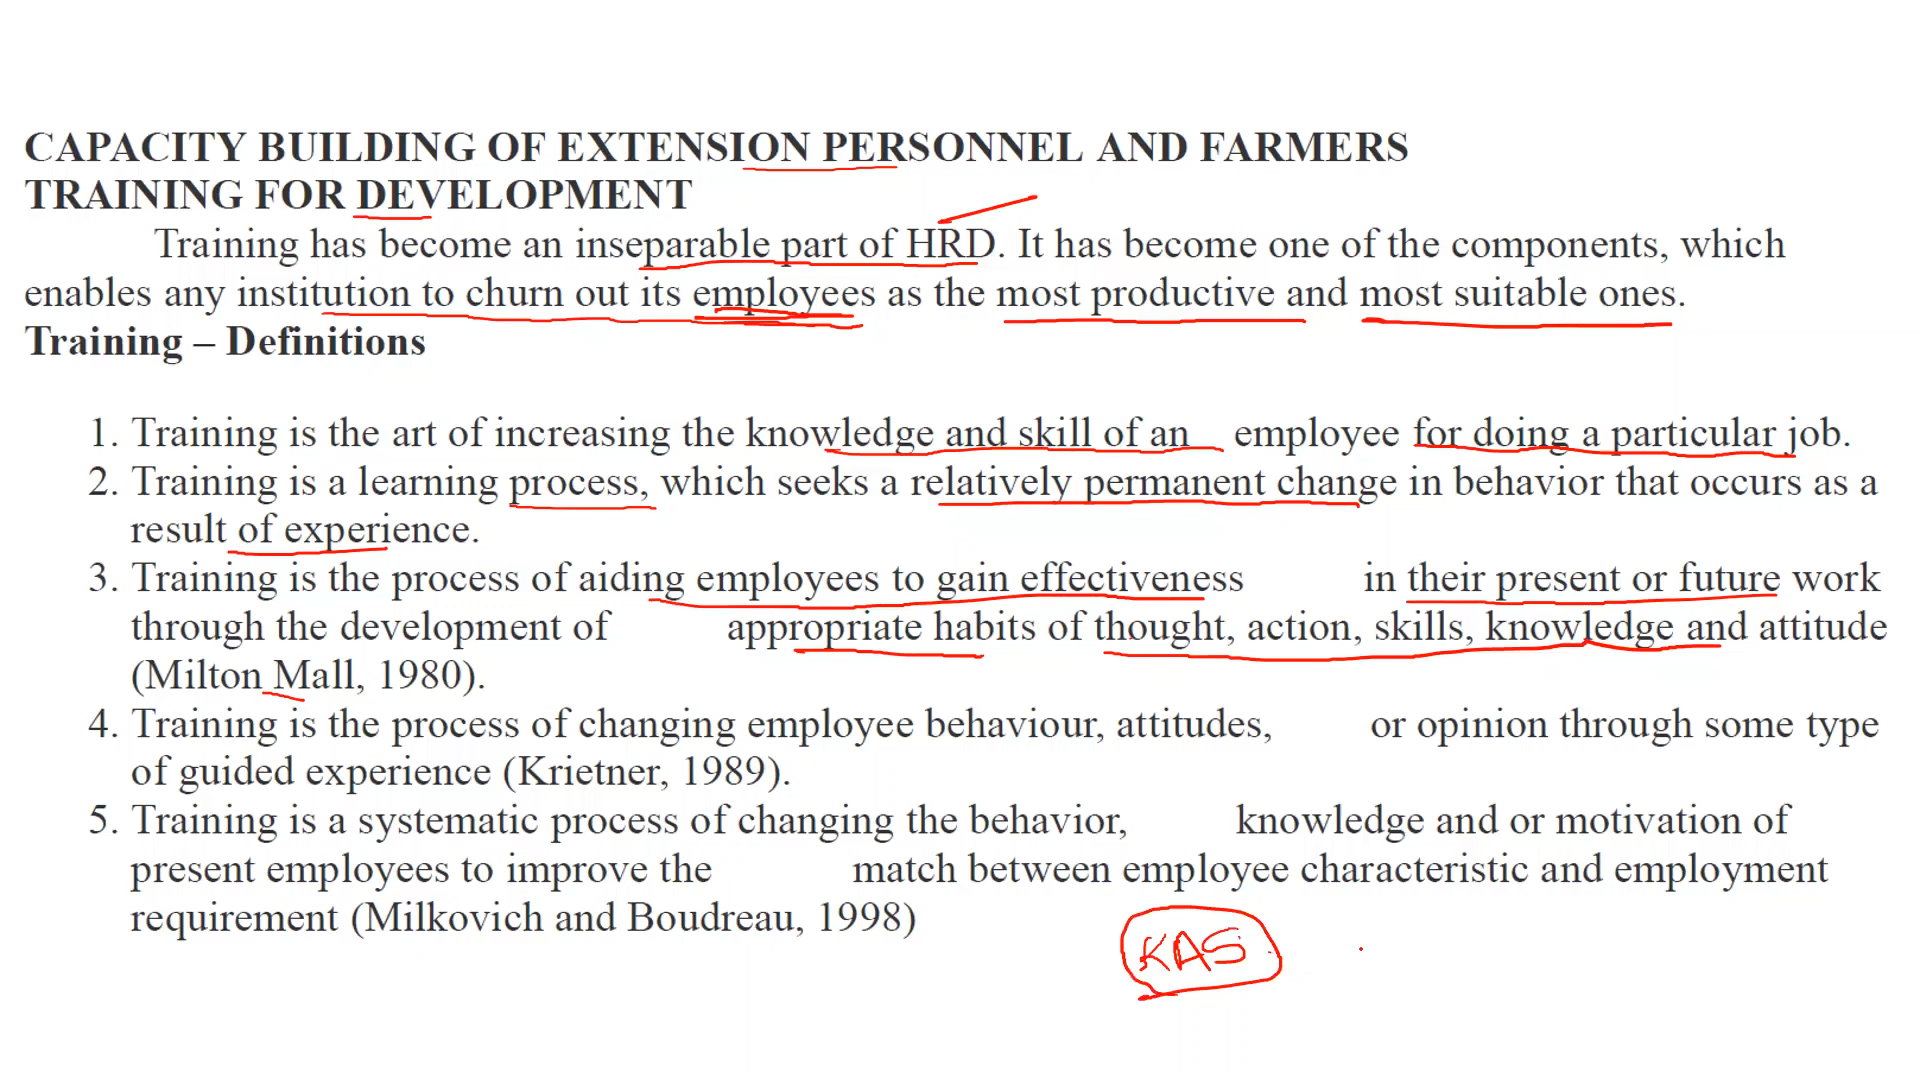 CAPACITY BUILDING OF EXTENSION PERSONNEL AND FARMERS
TRAINING FOR DEVELOPMENT
Training has become an inseparable part of HRD. It has become one of the components, which
enables any institution to churn out its employees as the most productive and most suitable ones.
Training – Definitions
1. Training is the art of increasing the knowledge and skill of an employee for doing a particular job.
2. Training is a learning process, which seeks a relatively permanent change in behavior that occurs as a
result of experience.
3. Training is the process of aiding employees to gain effectiveness in their present or future work
through the development of appropriate habits of thought, action, skills, knowledge and attitude
(Milton Mall, 1980).
4. Training is the process of changing employee behaviour, attitudes, or opinion through some type
of guided experience (Krietner, 1989).
5. Training is a systematic process of changing the behavior, knowledge and or motivation of
present employees to improve the match between employee characteristic and employment
requirement (Milkovich and Boudreau, 1998)
KAS